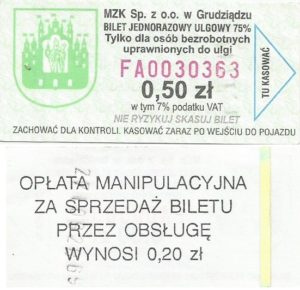 MZK Sp. z o.o. w Grudziądzu
BILET JEDNORAZOWY ULGOWY 75%
Tylko dla osób bezrobotnych
uprawnionych do ulgi
FA0030363
0,50 zł
w tym 7% podatku VAT
NIE RYZYKUJ SKASUJ BILET
TU KASOWAĆ
ZACHOWAĆ DLA KONTROLI. KASOWAĆ ZARAZ PO WEJŚCIU DO POJAZDU
OPŁATA MANIPULACYJNA
ZA SPRZEDAŻ BILETU
PRZEZ OBSŁUGĘ
WYNOSI 0,20 zł